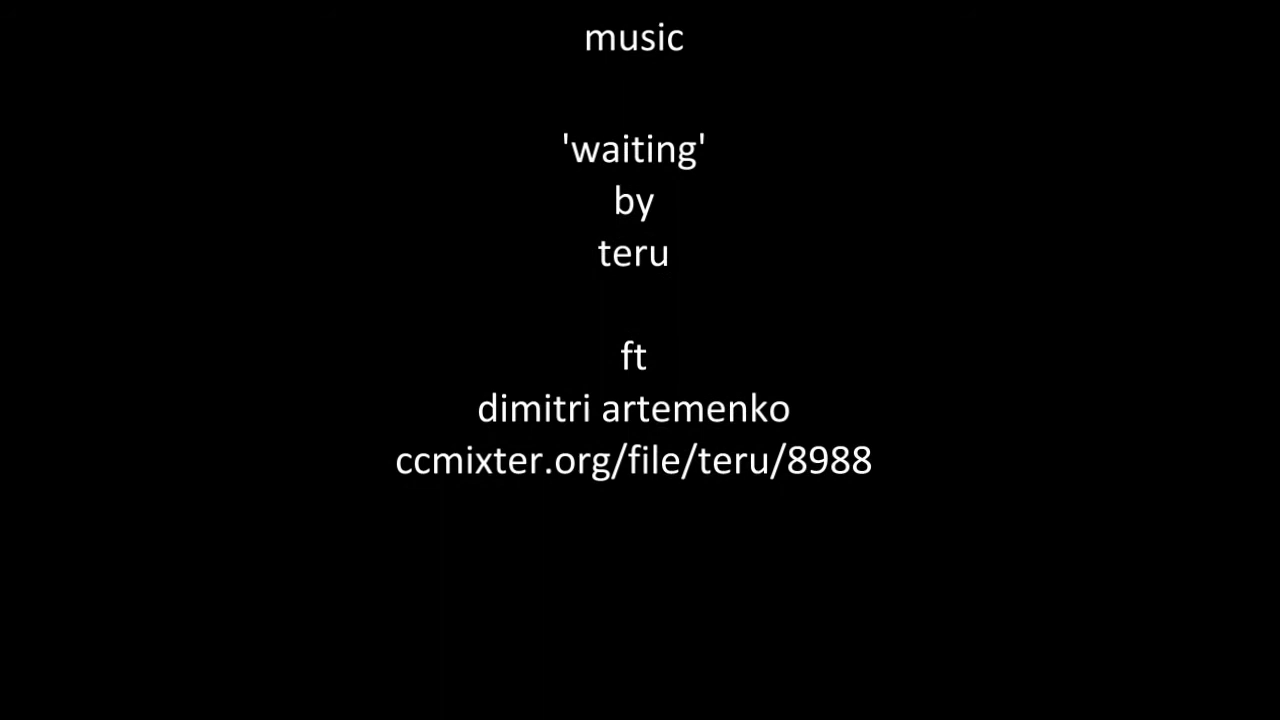 music
'waiting'
by
teru
ft
dimitri artemenko
ccmixter.org/file/teru/8988